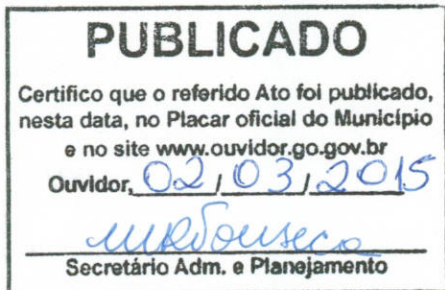 PUBLICADO
Certifico que o referido Ato foi publicado,
nesta data, no Placar oficial do Município
e no site www.ouvidor.go.gov.br
Ouvidor, 02 / 03 / 2015
Secretário Adm. e Planejamento